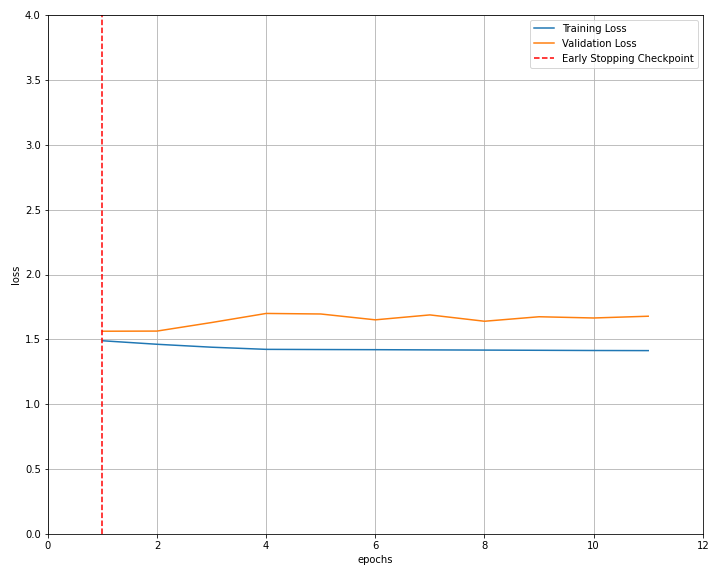 Training Loss
Validation Loss
Early Stopping Checkpoint
4.0
3.5
3.0
2.5
2.0
1.5
1.0
0.5
0.0
loss
0 2 4 6 8 10 12
epochs